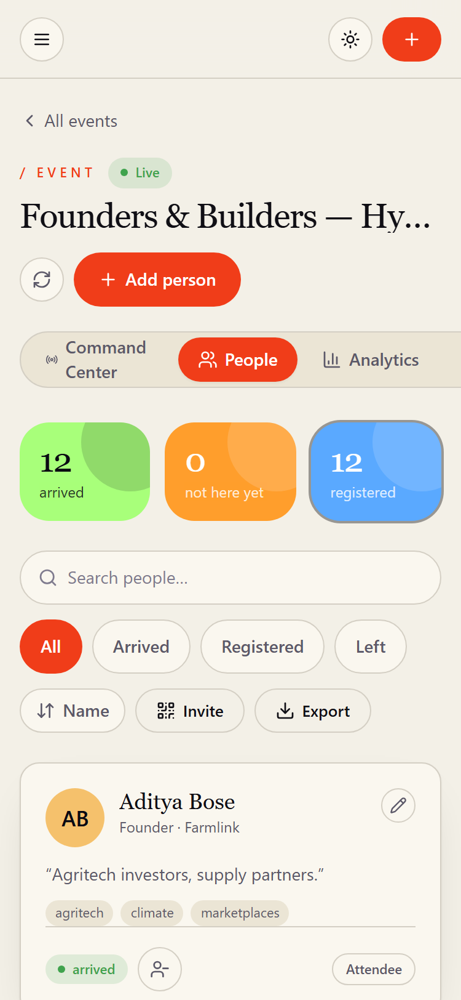 All events
/ EVENT Live
Founders & Builders — Hy...
Add person
Command Center People Analytics
12 0 12
arrived not here yet registered
Search people...
All Arrived Registered Left
Name Invite Export
AB Aditya Bose
Founder · Farmlink
“Agritech investors, supply partners.”
agritech climate marketplaces
arrived Attendee